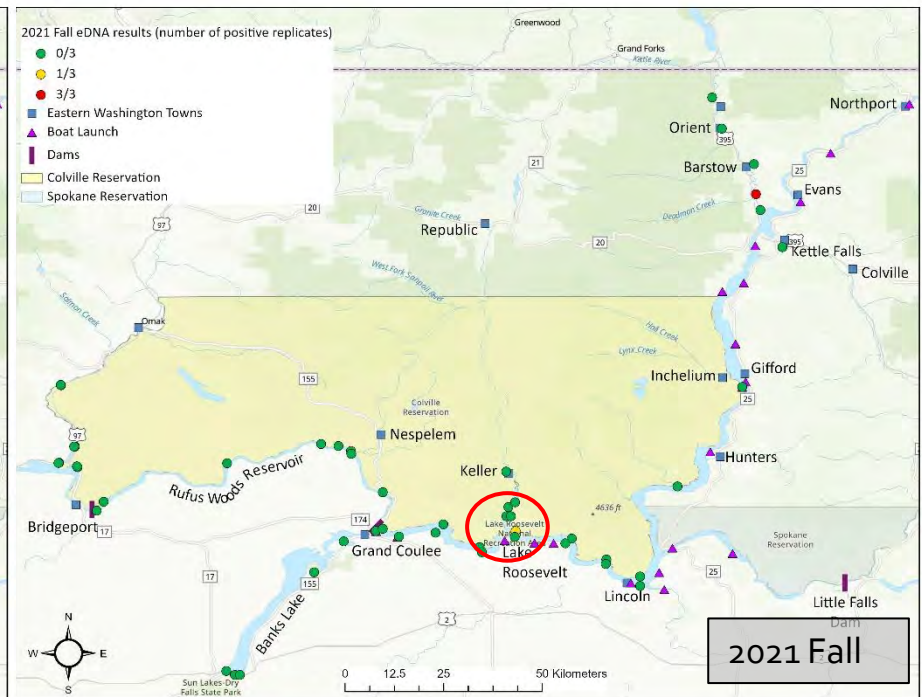 2021 Fall eDNA results (number of positive replicates)
0/3
1/3
3/3
Eastern Washington Towns
Boat Launch
Dams
Colville Reservation
Spokane Reservation
Greenwood
Grand Forks
Kettle River
Northport
Orient
395
21
Barstow
25
Evans
97
20
Granite Creek
Republic
Deadman Creek
20
395
Kettle Falls
Colville
West Fork Sanpoil River
Salmon Creek
Omak
Hall Creek
Lynx Creek
155
Inchelium
Gifford
25
Colville
Reservation
97
Nespelem
Hunters
Keller
Rufus Woods Reservoir
4636 ft
Bridgeport
17
174
Lake Roosevelt
National
Recreation Area
Grand Coulee
Lake
Roosevelt
Spokane
Reservation
17
155
Banks Lake
Lincoln
25
Little Falls
Dam
2
2
N
W
E
S
Sun Lakes-Dry
Falls State Park
0 12.5 25 50 Kilometers
2021 Fall